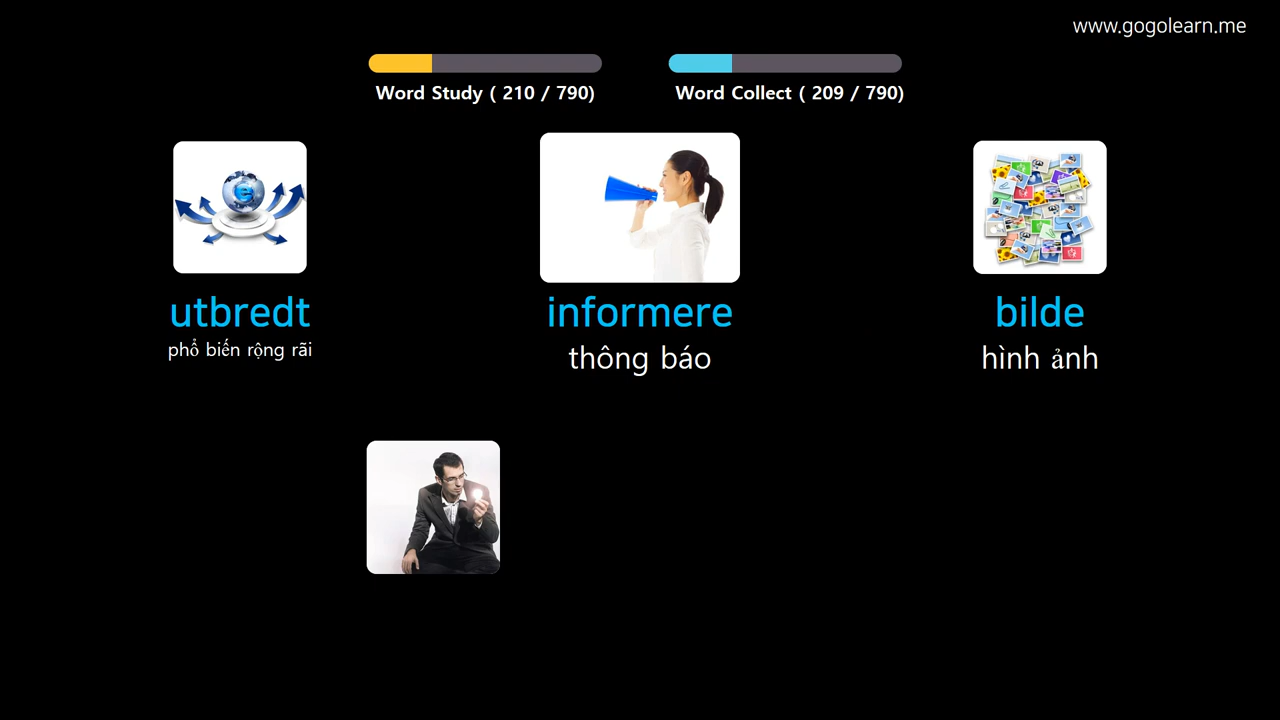 www.gogolearn.me
Word Study ( 210 / 790)
Word Collect ( 209 / 790)
utbredt
phổ biến rộng rãi
informere
thông báo
bilde
hình ảnh